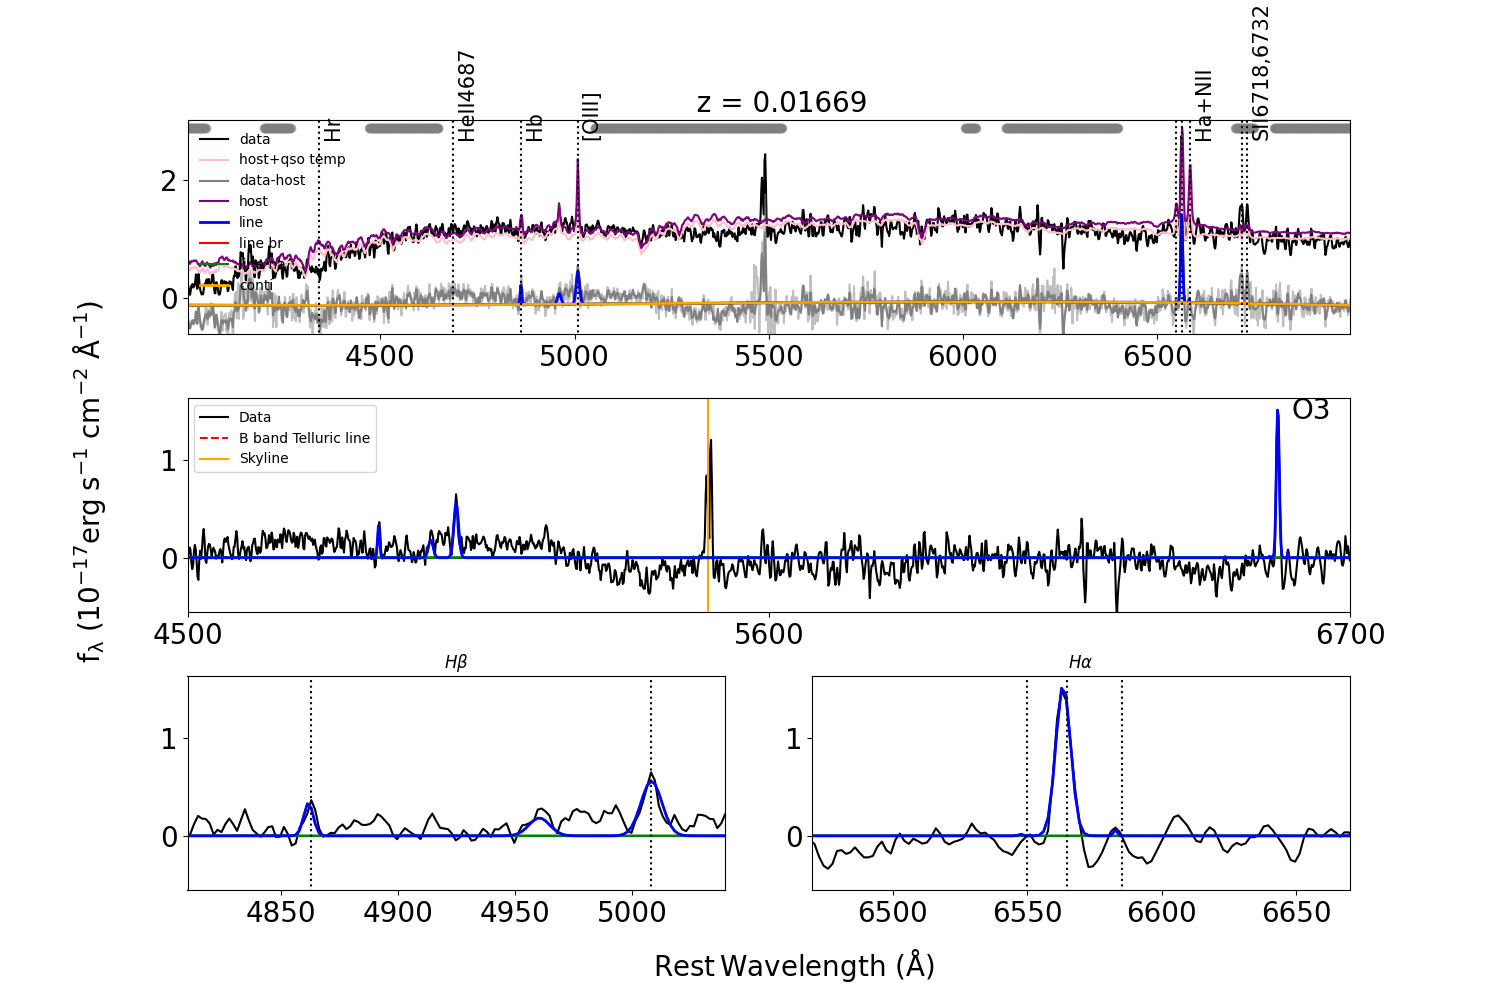 z = 0.01669
Hr
HeII4687
Hb
[OIII]
Ha+NII
SII6718,6732
data
host+qso temp
data-host
host
line
line br
conti
2
0
4500 5000 5500 6000 6500
Data
B band Telluric line
Skyline
O3
1
0
4500 5600 6700
fλ (10−17erg s−1 cm−2 Å−1)
Hβ
1
0
4850 4900 4950 5000
Hα
1
0
6500 6550 6600 6650
Rest Wavelength (Å)